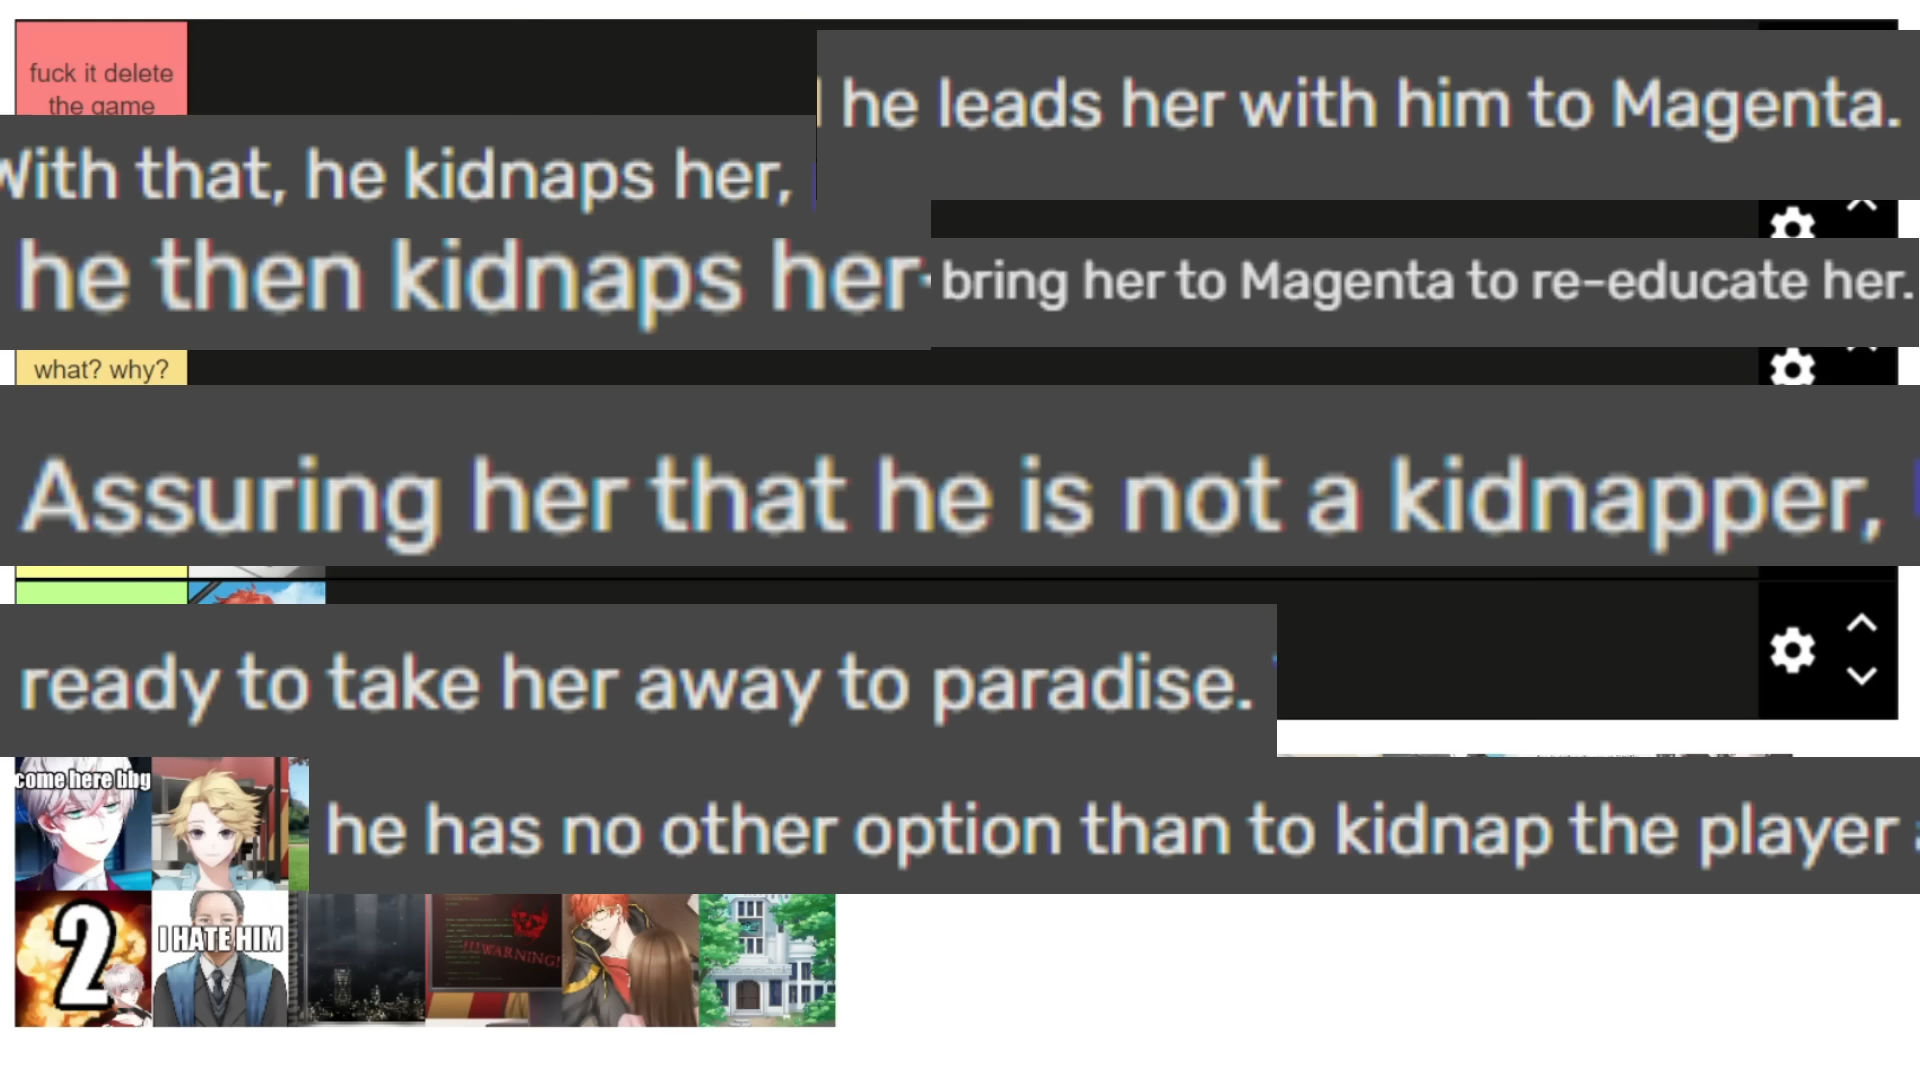 fuck it delete
the game
he leads her with him to Magenta.
With that, he kidnaps her,
he then kidnaps her
bring her to Magenta to re-educate her.
what? why?
Assuring her that he is not a kidnapper,
ready to take her away to paradise.
come here bbg
he has no other option than to kidnap the player
2
I HATE HIM
!!!WARNING!